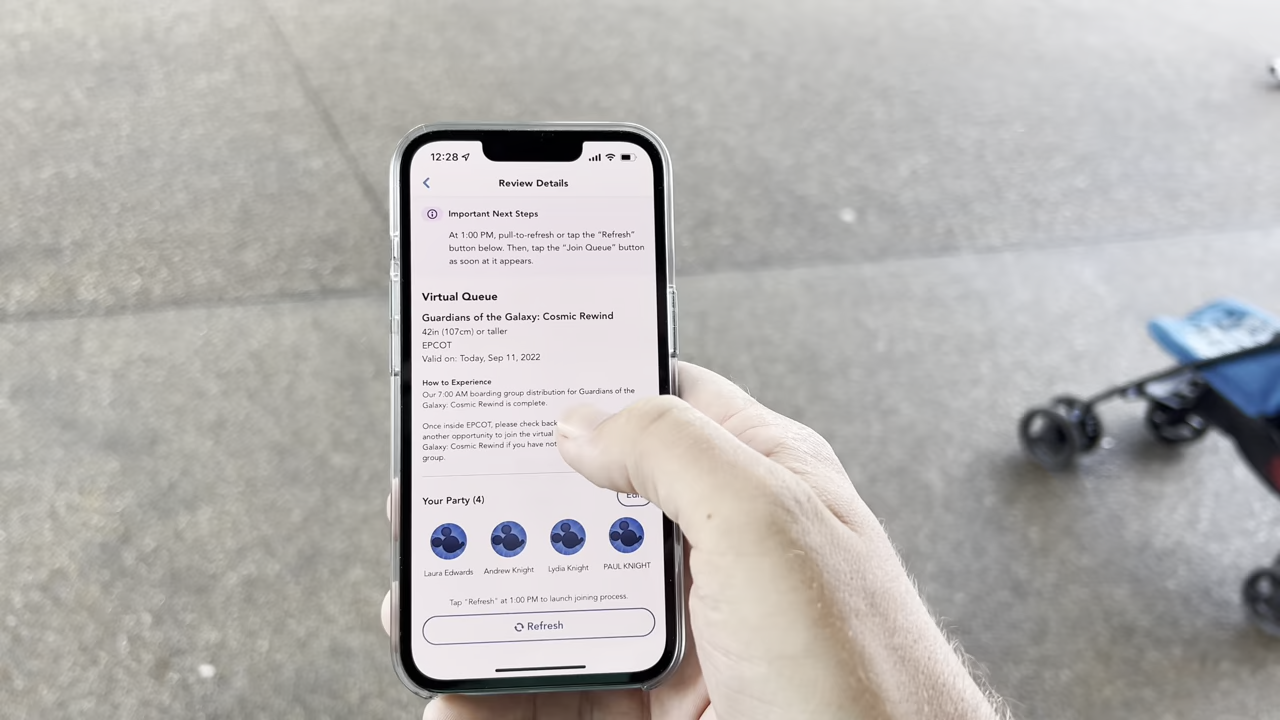 12:28
Review Details
Important Next Steps
At 1:00 PM, pull-to-refresh or tap the “Refresh”
button below. Then, tap the “Join Queue” button
as soon at it appears.
Virtual Queue
Guardians of the Galaxy: Cosmic Rewind
42in (107cm) or taller
EPCOT
Valid on: Today, Sep 11, 2022
How to Experience
Our 7:00 AM boarding group distribution for Guardians of the
Galaxy: Cosmic Rewind is complete.
Once inside EPCOT, please check back
another opportunity to join the virtual
Galaxy: Cosmic Rewind if you have not
group.
Your Party (4)
Laura Edwards Andrew Knight Lydia Knight PAUL KNIGHT
Tap “Refresh” at 1:00 PM to launch joining process.
Refresh